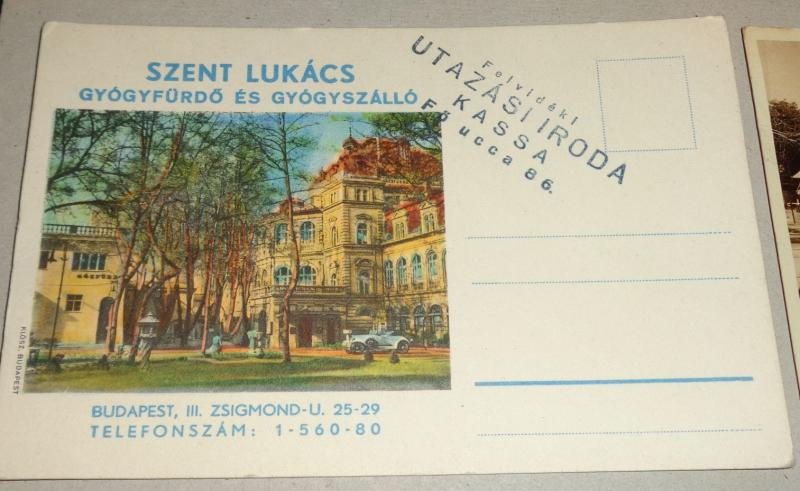 SZENT LUKÁCS
GYÓGYFÜRDŐ ÉS GYÓGYSZÁLLÓ
Felvidéki
UTAZÁSI IRODA
KASSA
Fő ucca 86.
KLÖSZ, BUDAPEST
BUDAPEST, III. ZSIGMOND-U. 25-29
TELEFONSZÁM: 1-560-80